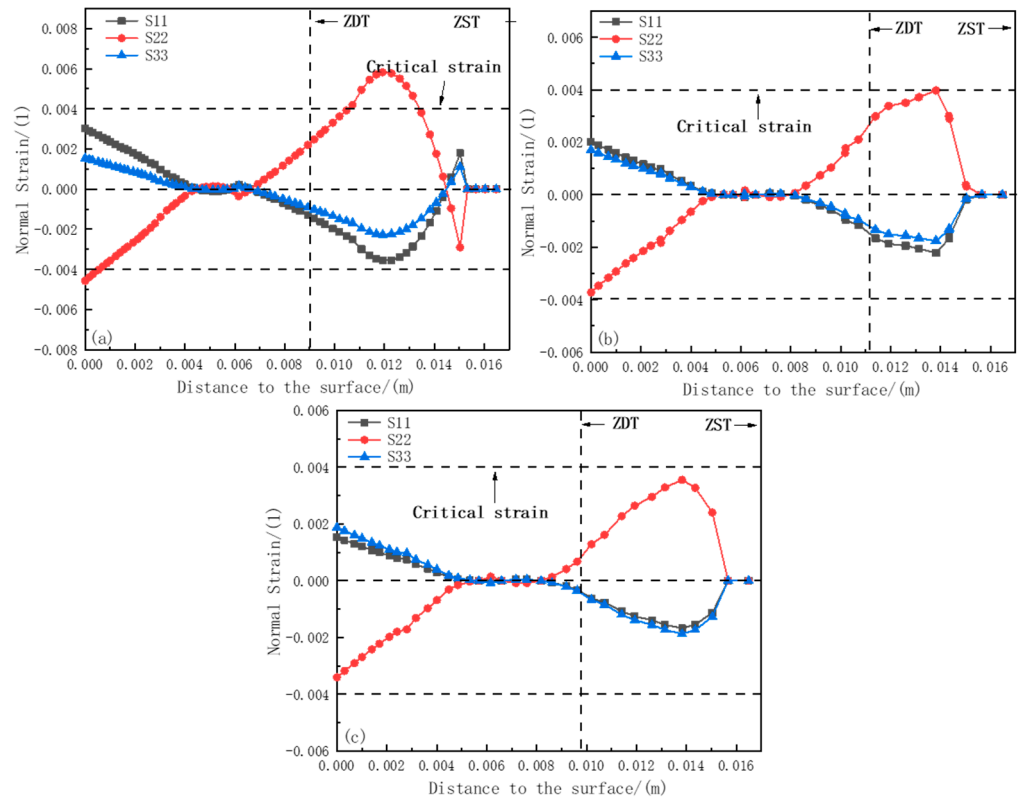 S11
S22
S33
ZDT
ZST
Critical strain
0.008
0.006
0.004
0.002
0.000
-0.002
-0.004
-0.006
-0.008
Normal Strain/(1)
(a)
0.000 0.002 0.004 0.006 0.008 0.010 0.012 0.014 0.016
Distance to the surface/(m)
S11
S22
S33
ZDT
ZST
Critical strain
0.006
0.004
0.002
0.000
-0.002
-0.004
-0.006
Normal Strain/(1)
(b)
0.000 0.002 0.004 0.006 0.008 0.010 0.012 0.014 0.016
Distance to the surface/(m)
S11
S22
S33
ZDT
ZST
Critical strain
0.006
0.004
0.002
0.000
-0.002
-0.004
-0.006
Normal Strain/(1)
(c)
0.000 0.002 0.004 0.006 0.008 0.010 0.012 0.014 0.016
Distance to the surface/(m)